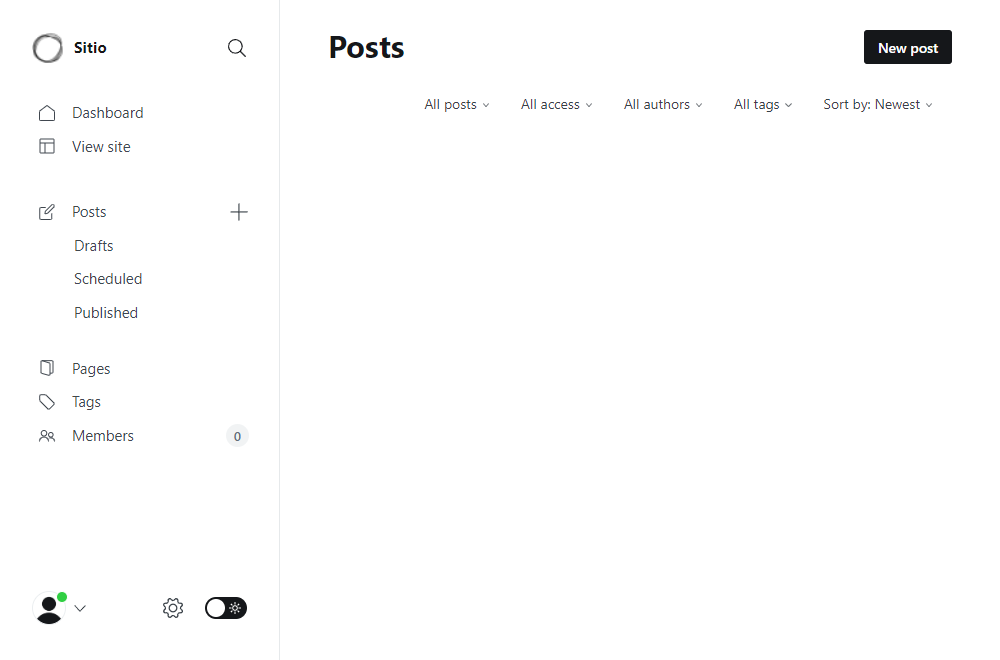 Sitio
Dashboard
View site
Posts
Drafts
Scheduled
Published
Pages
Tags
Members 0
Posts
New post
All posts All access All authors All tags Sort by: Newest